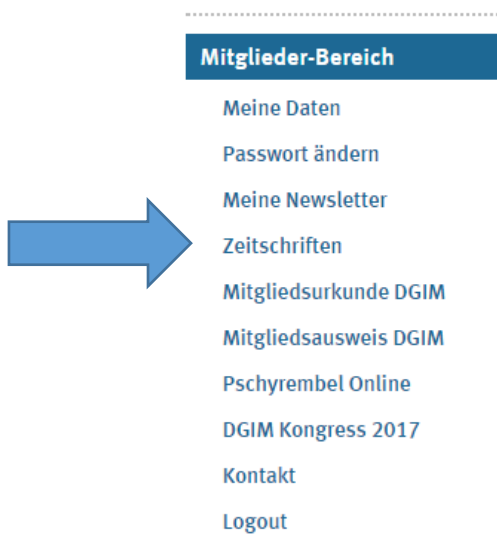 Mitglieder-Bereich
Meine Daten
Passwort ändern
Meine Newsletter
Zeitschriften
Mitgliedsurkunde DGIM
Mitgliedsausweis DGIM
Pschyrembel Online
DGIM Kongress 2017
Kontakt
Logout